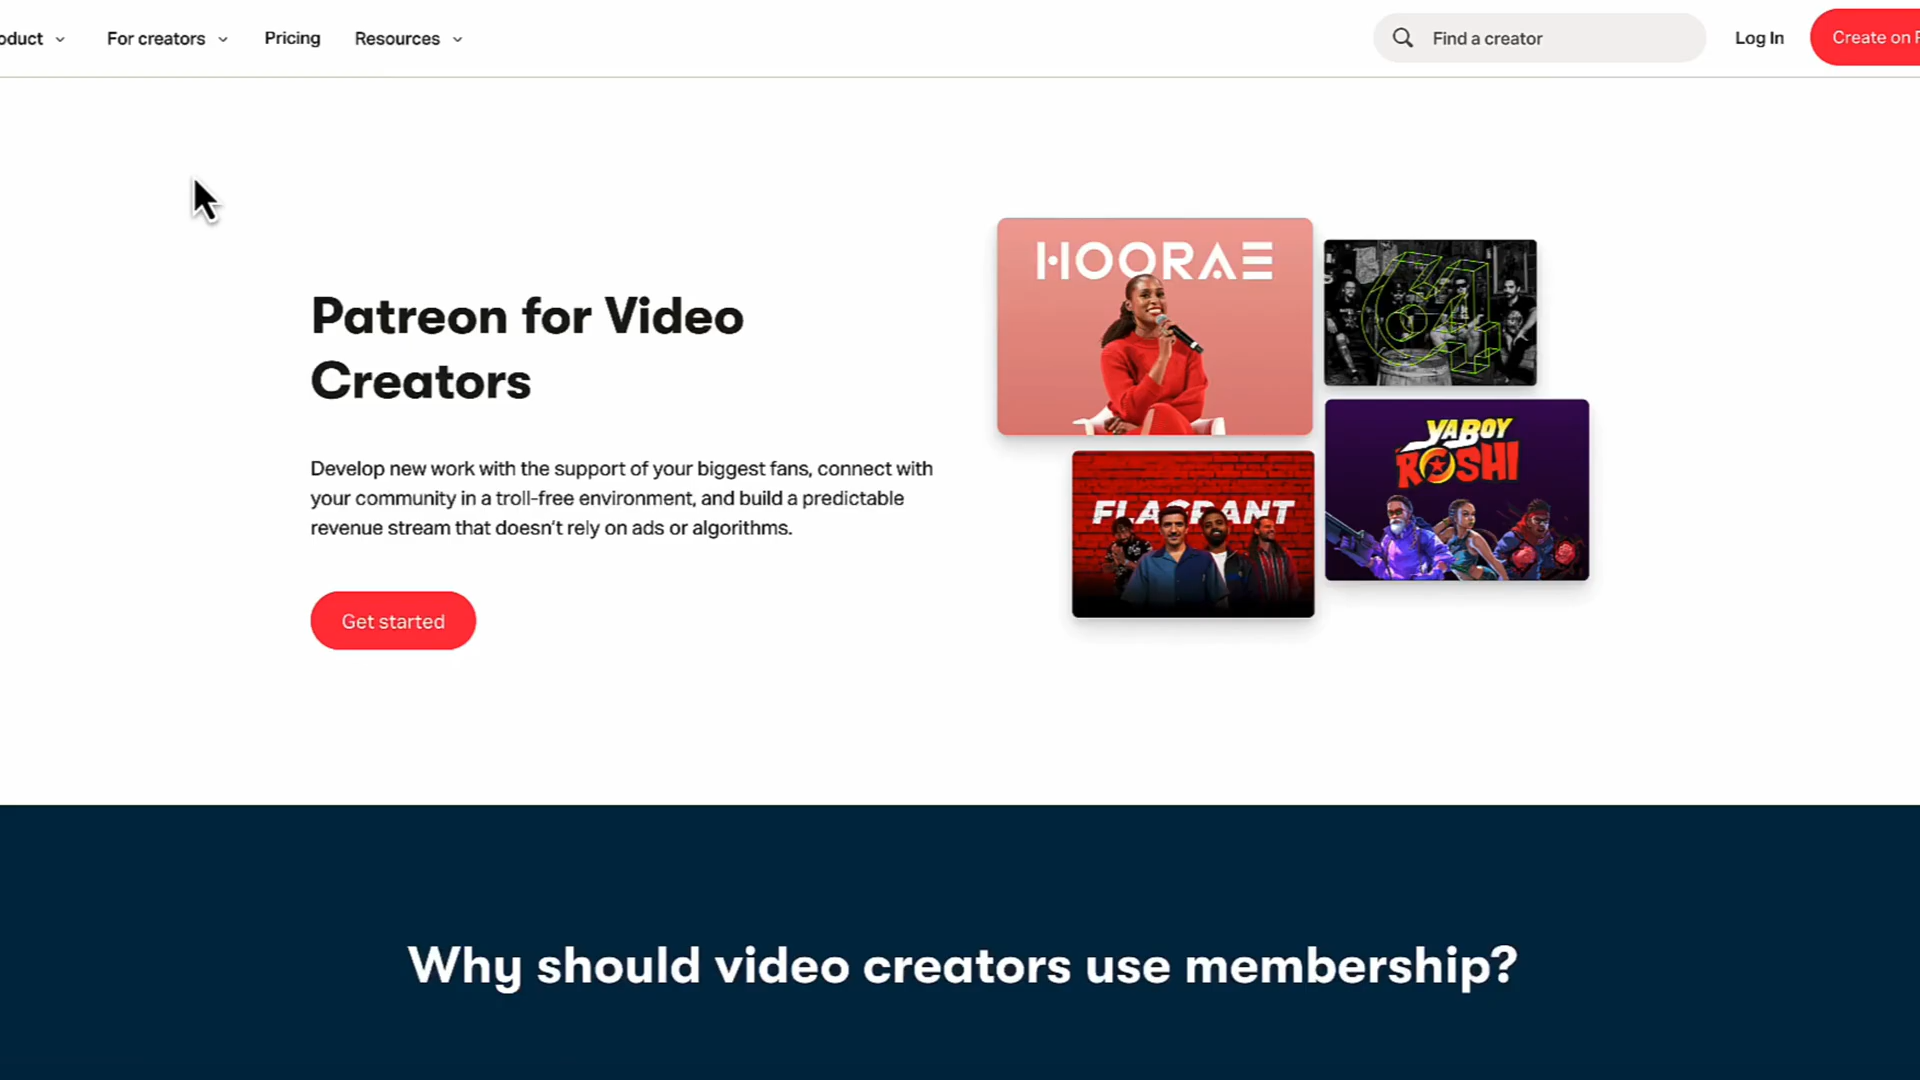 oduct
For creators
Pricing
Resources
Find a creator
Log In
Create on
Patreon for Video
Creators
Develop new work with the support of your biggest fans, connect with
your community in a troll-free environment, and build a predictable
revenue stream that doesn't rely on ads or algorithms.
Get started
HOORAE
64
FLAGRANT
YABOY
ROSHI
Why should video creators use membership?